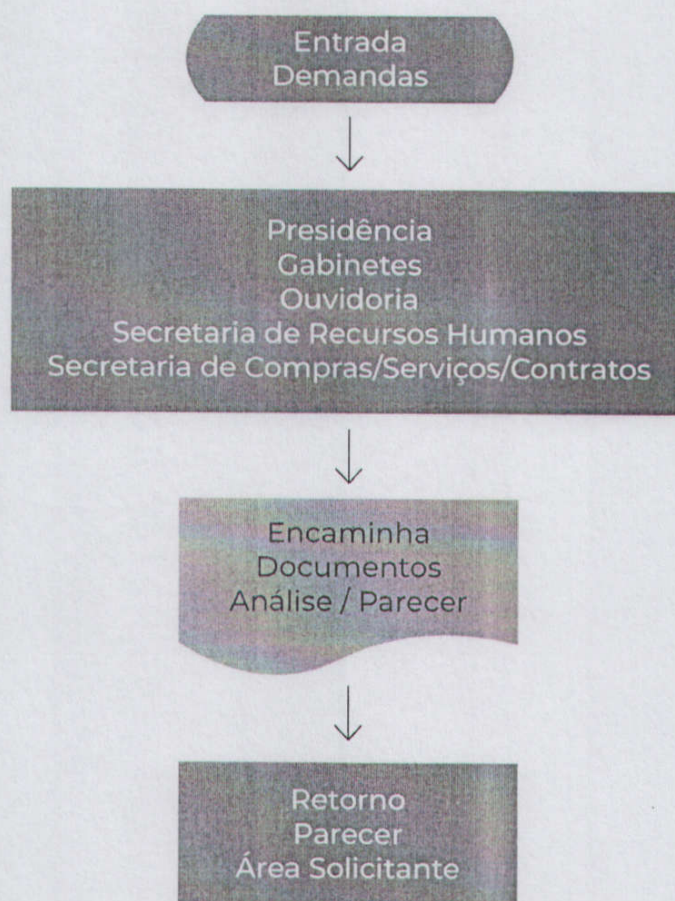 Entrada
Demandas
Presidência
Gabinetes
Ouvidoria
Secretaria de Recursos Humanos
Secretaria de Compras/Serviços/Contratos
Encaminha
Documentos
Análise / Parecer
Retorno
Parecer
Área Solicitante